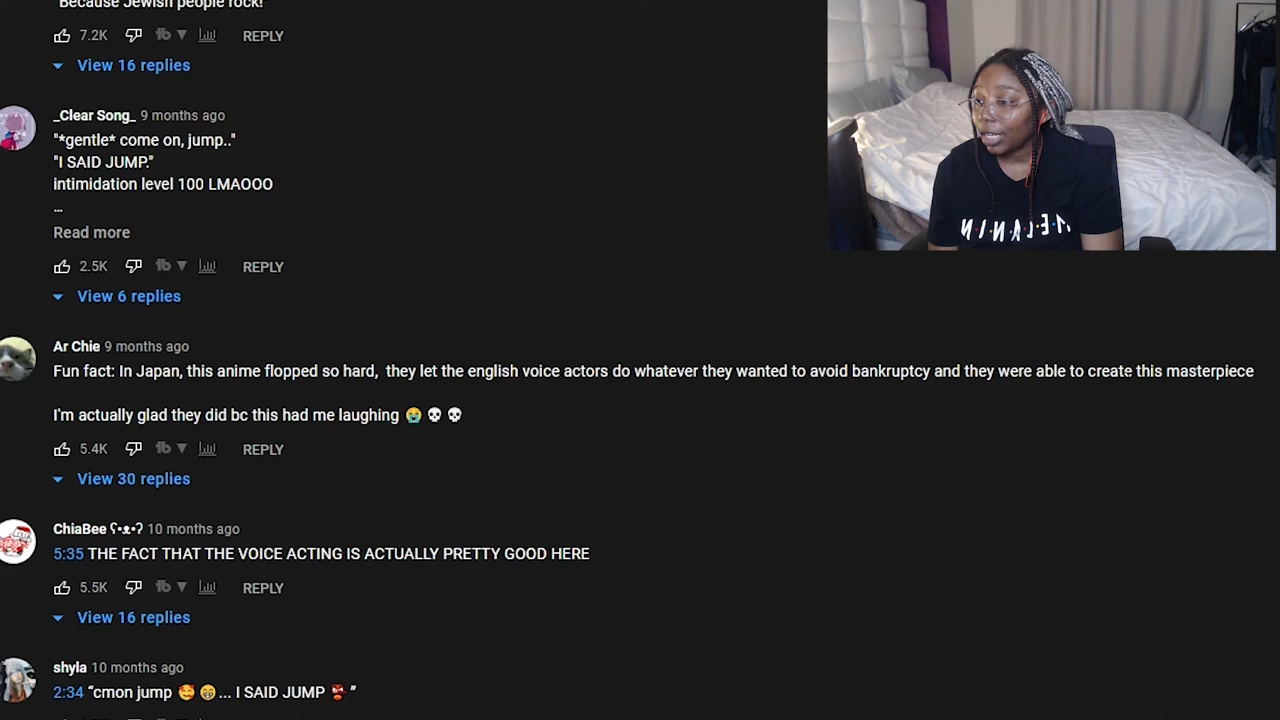 "Because Jewish people rock!"
7.2K REPLY
View 16 replies
_Clear Song_ 9 months ago
"*gentle* come on, jump.."
"I SAID JUMP."
intimidation level 100 LMAOOO
...
Read more
2.5K REPLY
View 6 replies
Ar Chie 9 months ago
Fun fact: In Japan, this anime flopped so hard, they let the english voice actors do whatever they wanted to avoid bankruptcy and they were able to create this masterpiece
I'm actually glad they did bc this had me laughing 😭💀💀
5.4K REPLY
View 30 replies
ChiaBee ʕ•ᴥ•ʔ 10 months ago
5:35 THE FACT THAT THE VOICE ACTING IS ACTUALLY PRETTY GOOD HERE
5.5K REPLY
View 16 replies
shyla 10 months ago
2:34 “cmon jump 🥰😁... I SAID JUMP 👹”
MELANIN